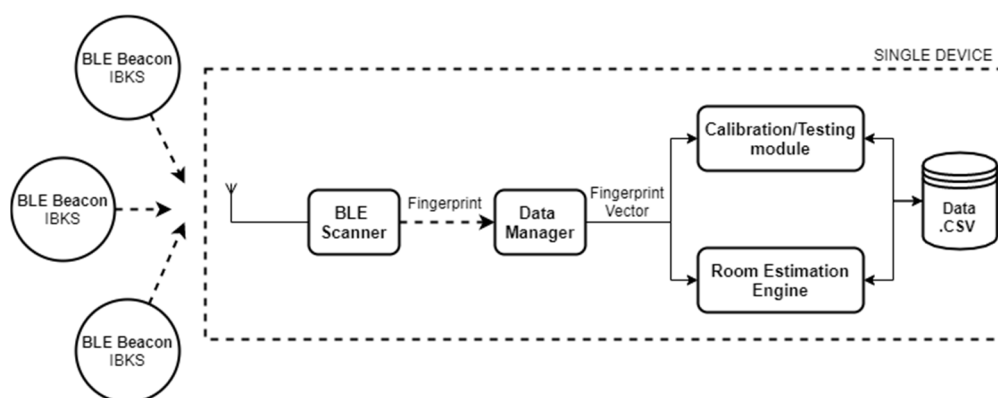 BLE Beacon
IBKS
SINGLE DEVICE
BLE Beacon
IBKS
BLE Beacon
IBKS
BLE
Scanner
Fingerprint
Data
Manager
Fingerprint
Vector
Calibration/Testing
module
Room Estimation
Engine
Data
.CSV